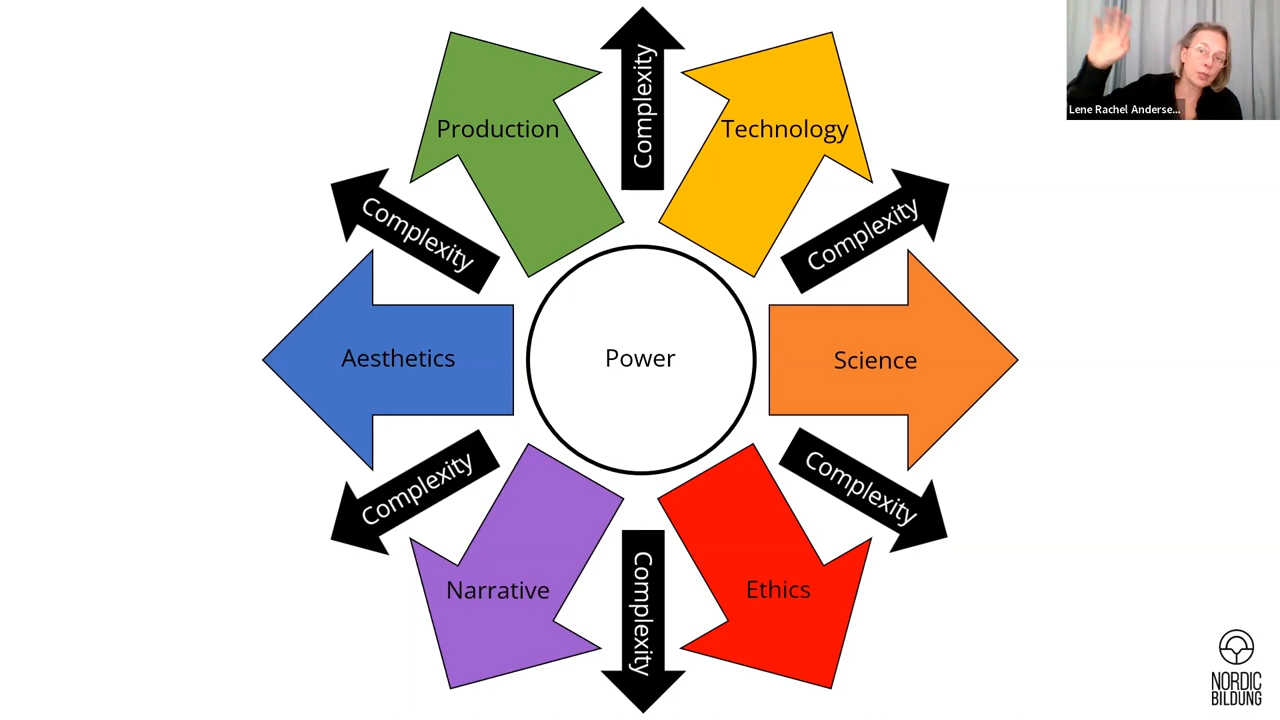 Complexity
Production
Technology
Lene Rachel Anderse...
Complexity
Complexity
Aesthetics
Power
Science
Complexity
Complexity
Narrative
Complexity
Ethics
NORDIC
BILDUNG